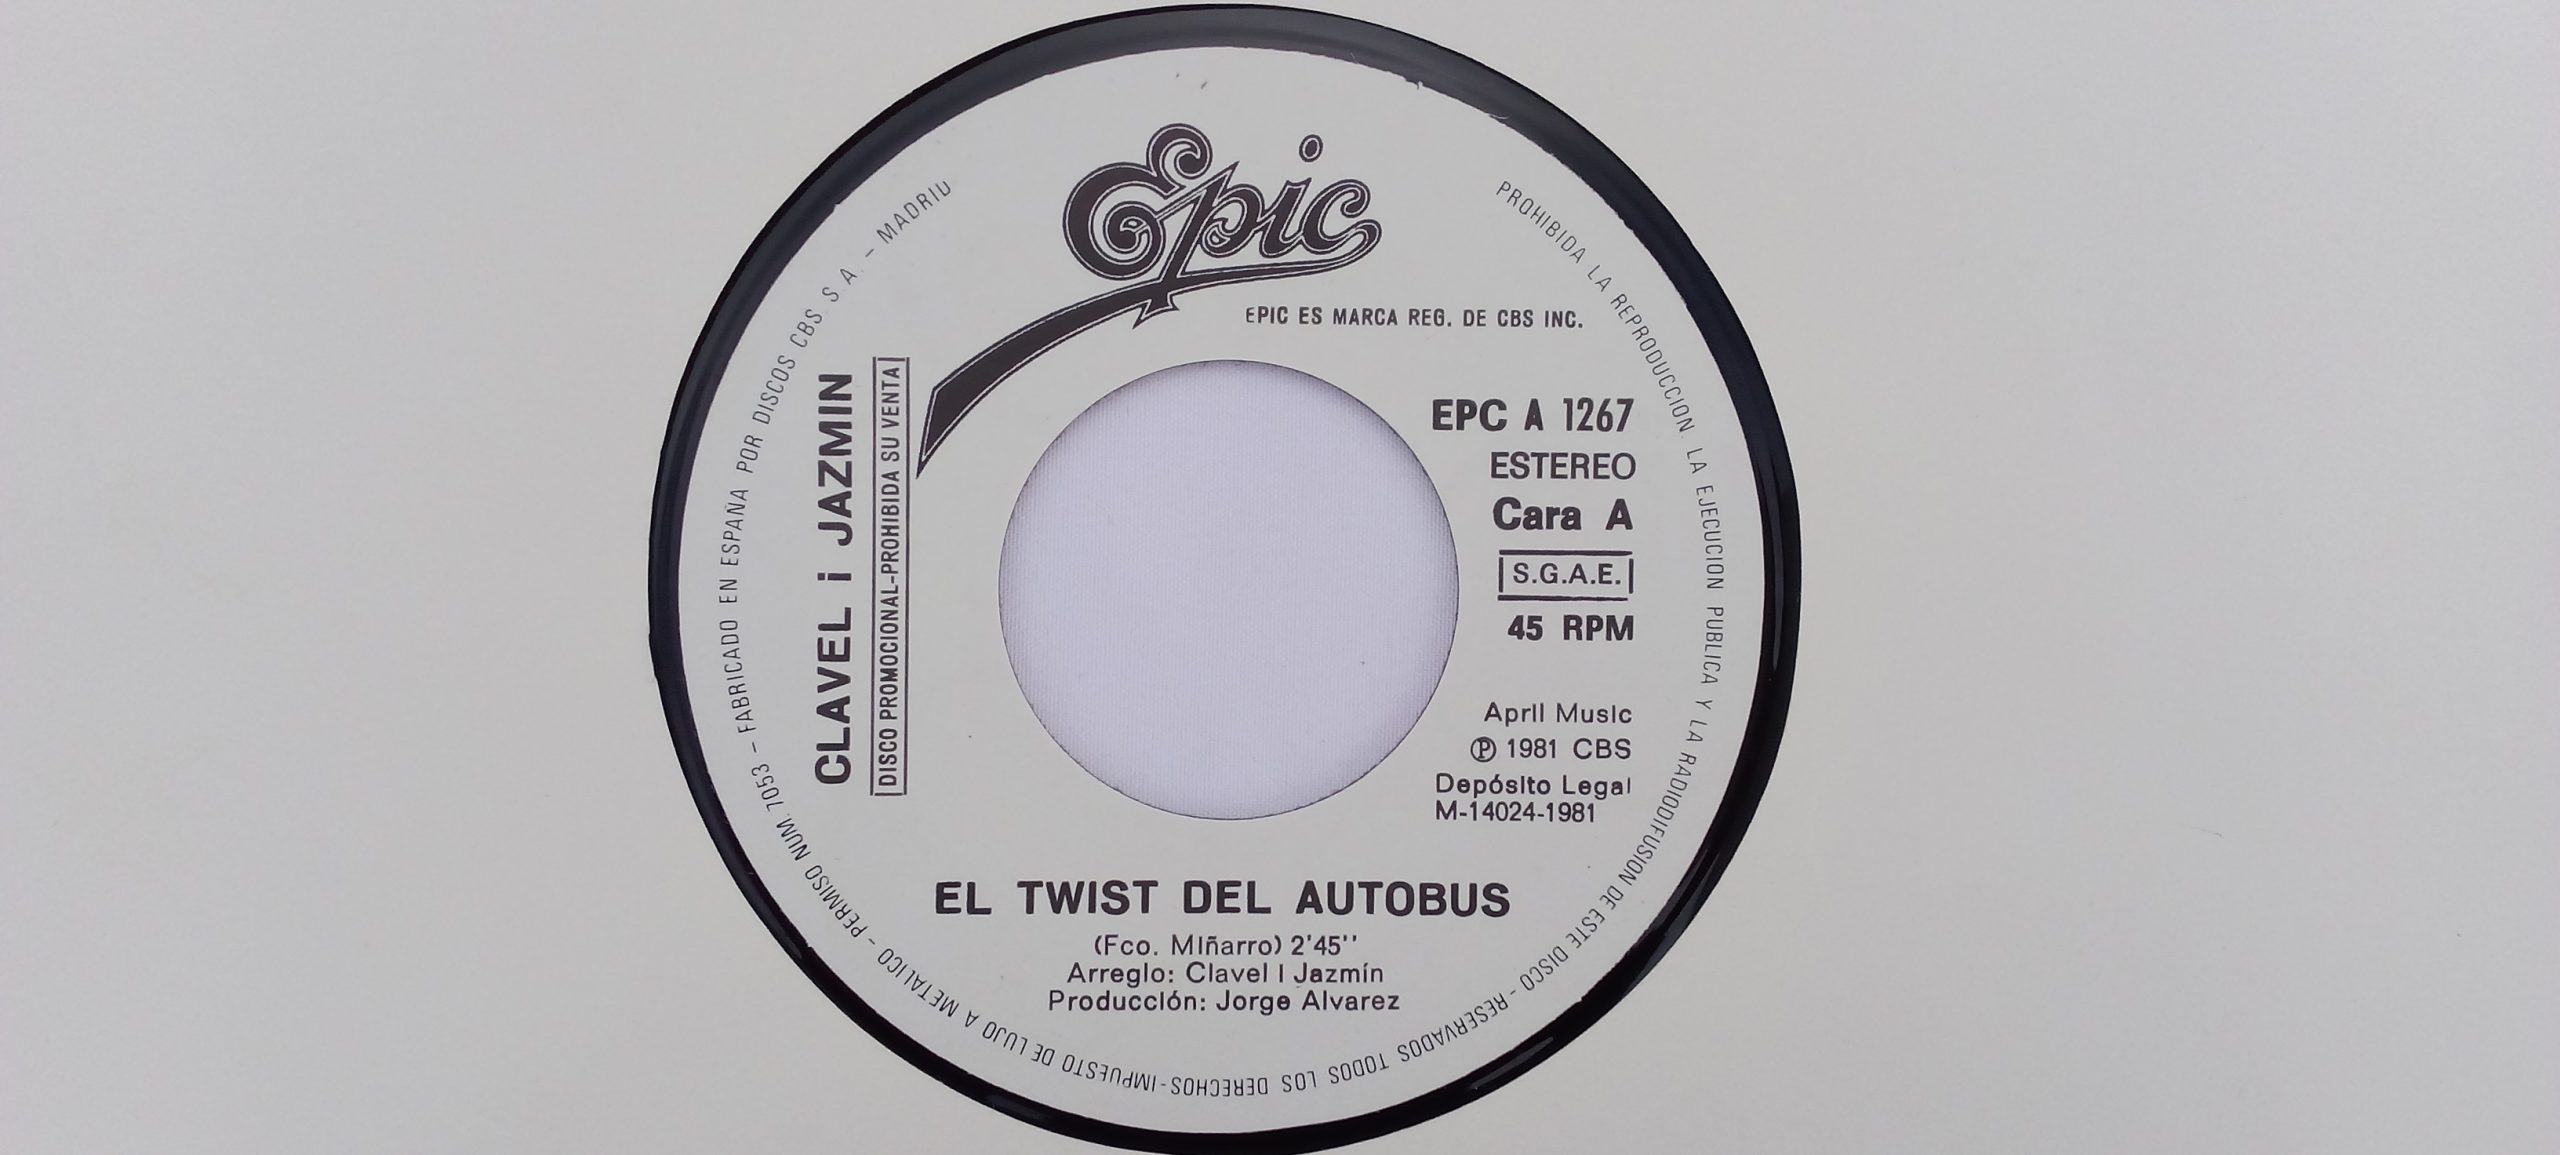 Epic
EPIC ES MARCA REG. DE CBS INC.
CLAVEL i JAZMIN
DISCO PROMOCIONAL-PROHIBIDA SU VENTA
EPC A 1267
ESTEREO
Cara A
S.G.A.E.
45 RPM
April Music
Ⓟ 1981 CBS
Depósito Legal
M-14024-1981
EL TWIST DEL AUTOBUS
(Fco. Miñarro) 2'45''
Arreglo: Clavel i Jazmín
Producción: Jorge Alvarez
PROHIBIDA LA REPRODUCCION. LA EJECUCION PUBLICA Y LA RADIODIFUSION DE ESTE DISCO - RESERVADOS TODOS LOS DERECHOS-IMPUESTO DE LUJO A METALICO - PERMISO NUM. 7053 - FABRICADO EN ESPAÑA POR DISCOS CBS. S. A. - MADRID